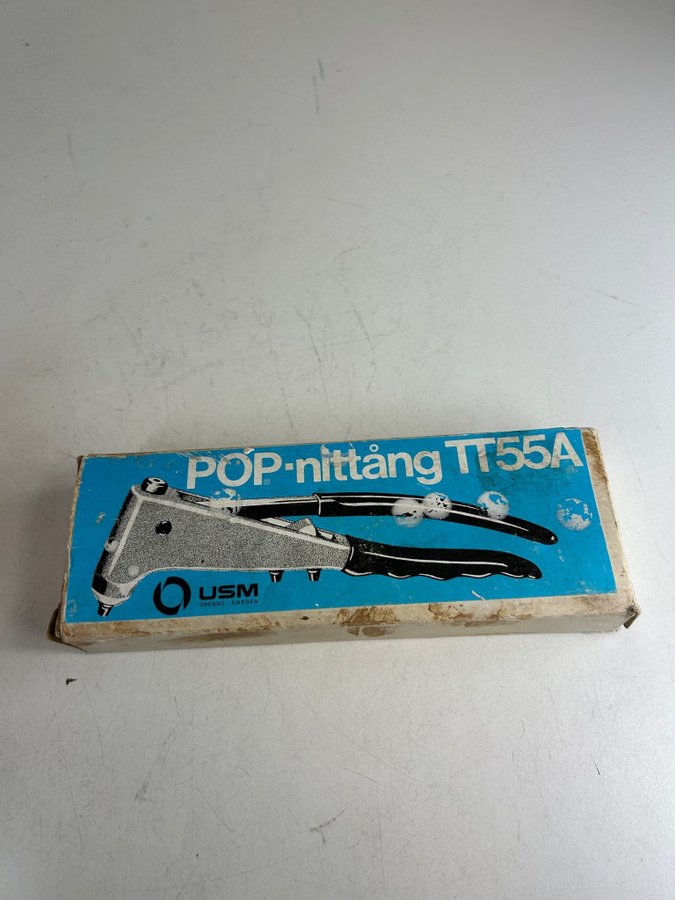 POP®-nittång TT55A
USM
ÖREBRO SWEDEN